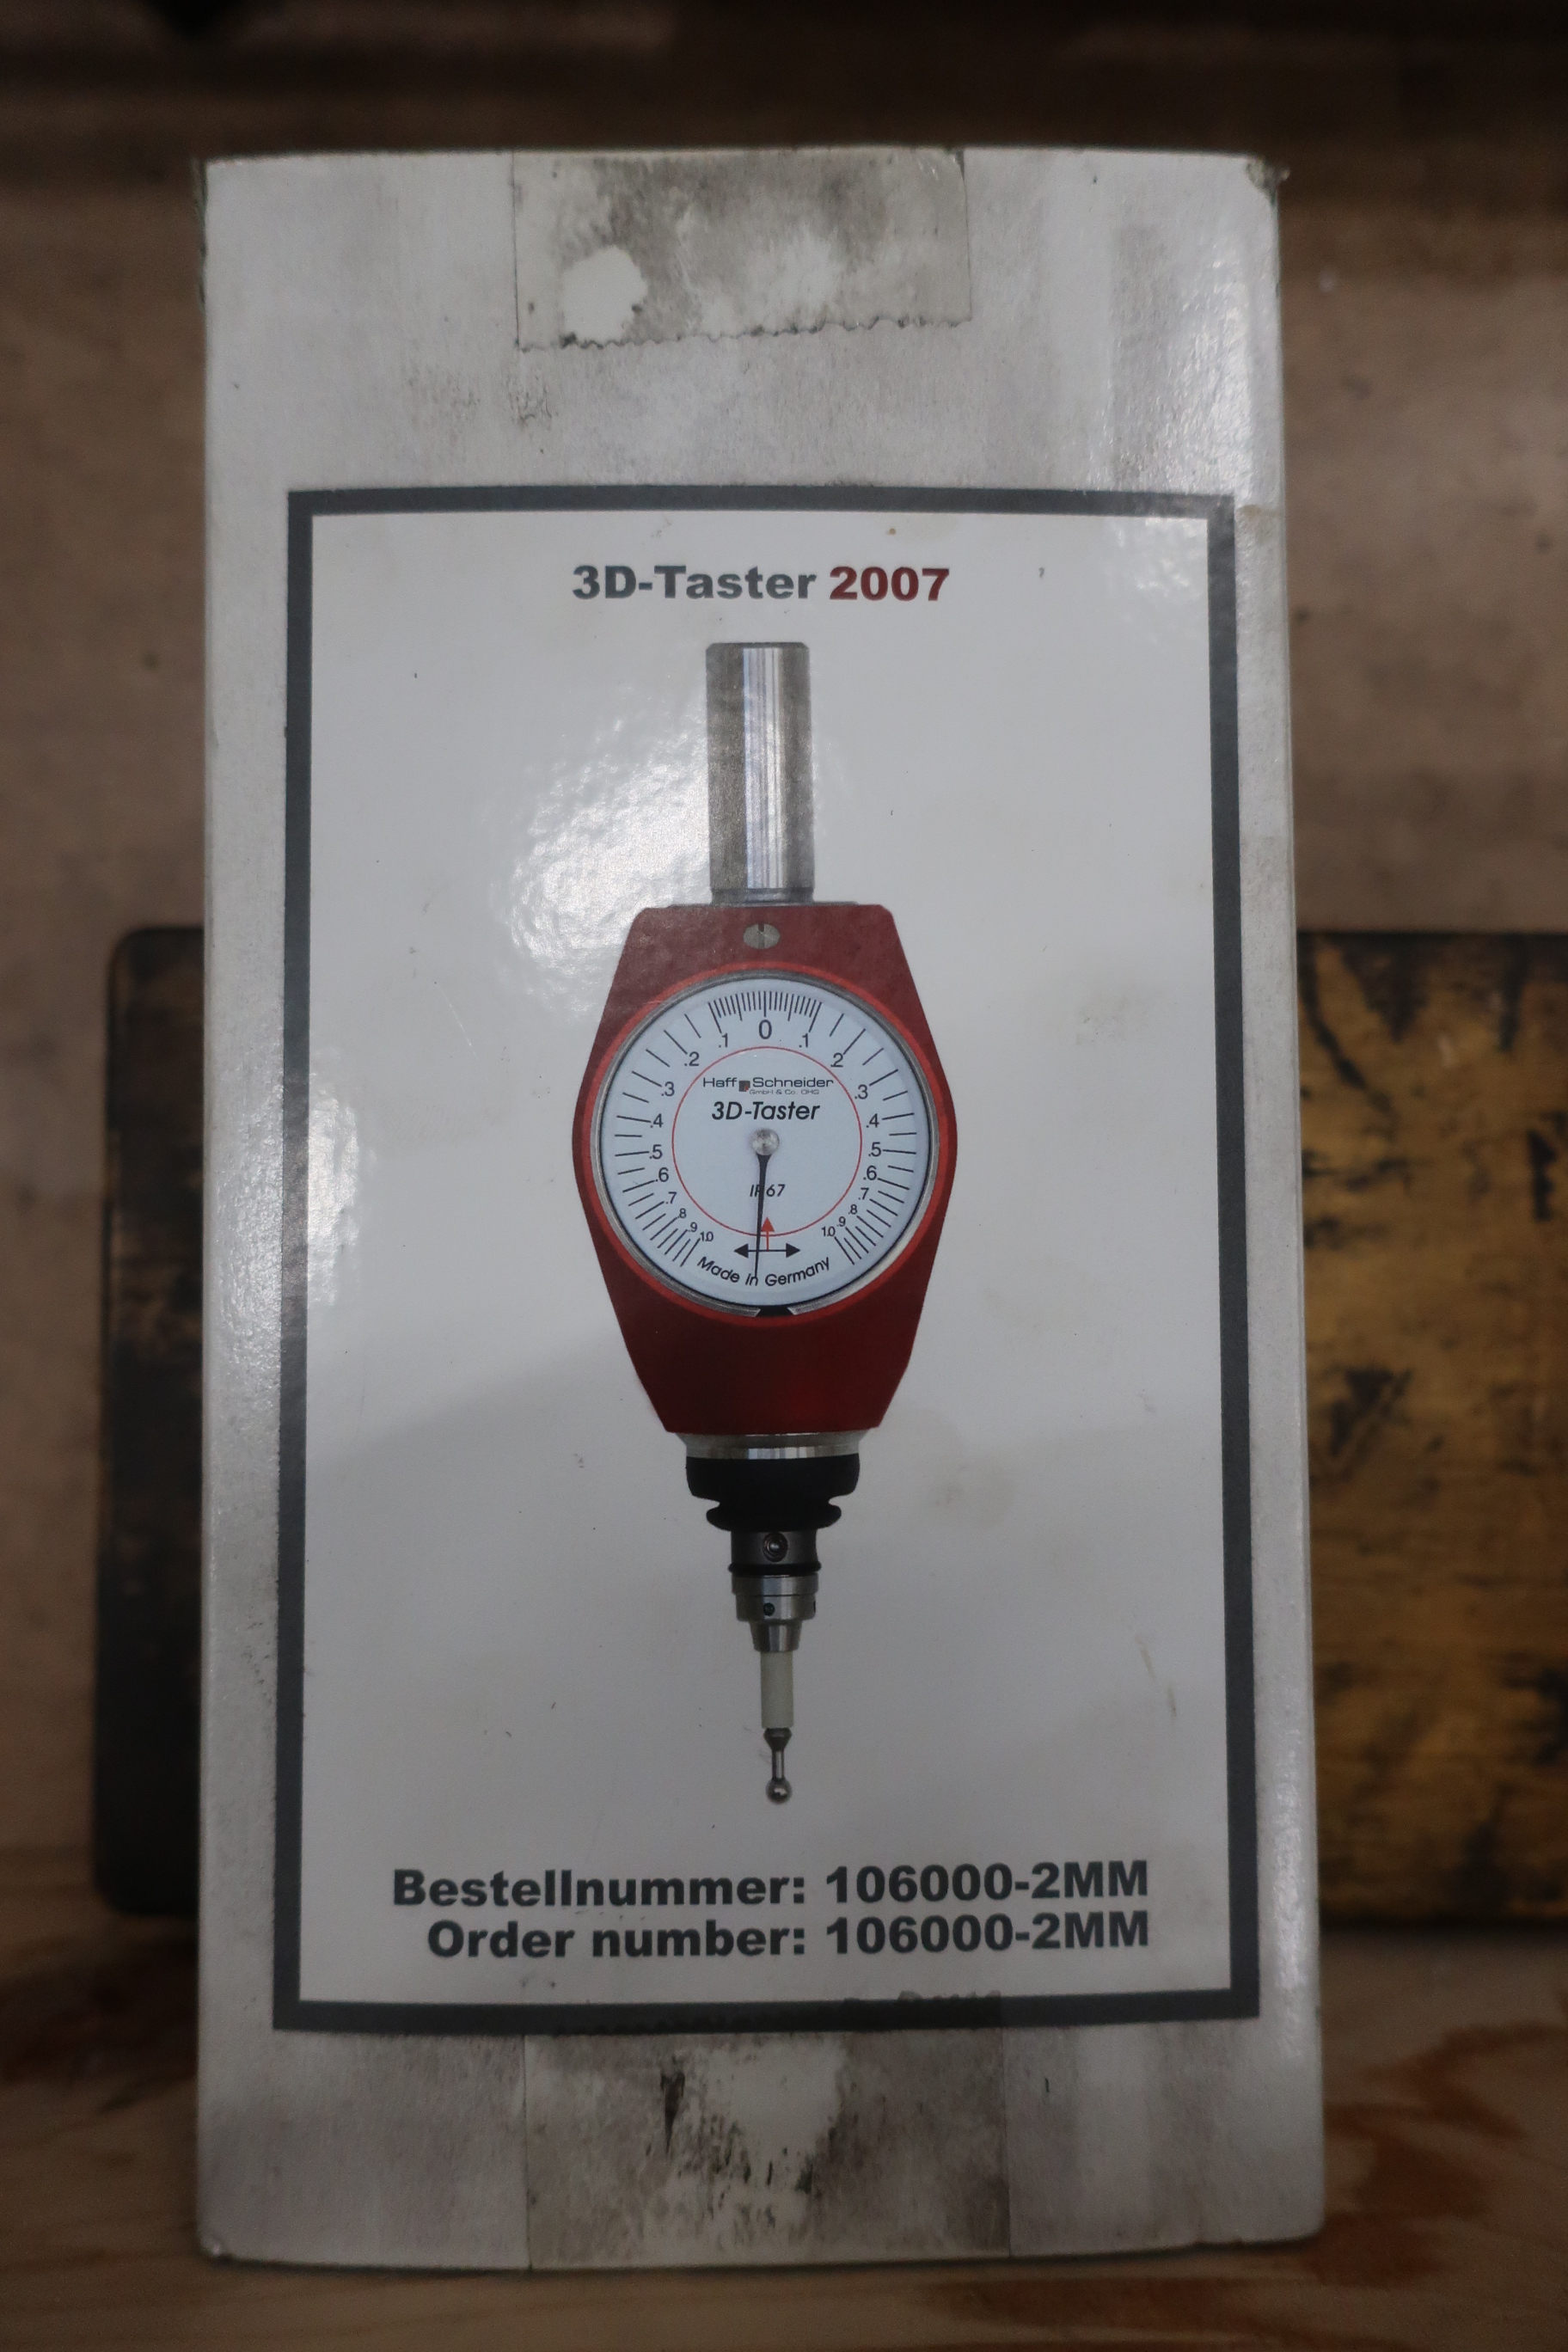 3D-Taster 2007
0
.1 .1
.2 .2
.3 .3
.4 .4
.5 .5
.6 .6
.7 .7
.8 .8
.9 .9
1.0 1.0
Haff Schneider
GmbH & Co. OHG
3D-Taster
IP67
Made in Germany
Bestellnummer: 106000-2MM
Order number: 106000-2MM